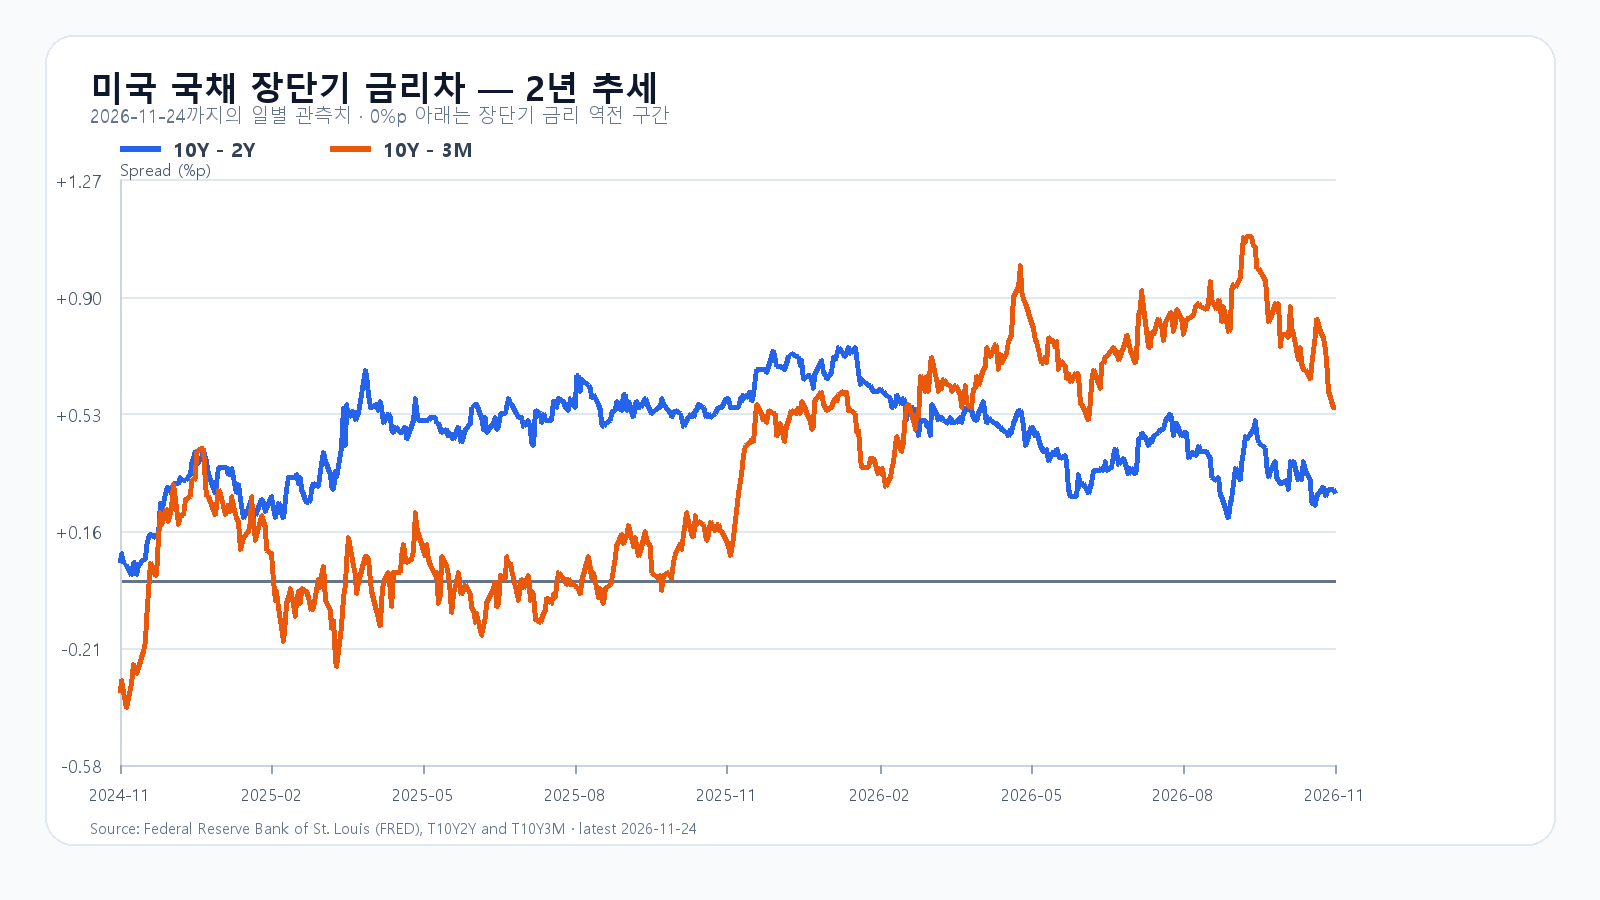 미국 국채 장단기 금리차 — 2년 추세
2026-11-24까지의 일별 관측치 · 0%p 아래는 장단기 금리 역전 구간
10Y - 2Y 10Y - 3M
Spread (%p)
+1.27
+0.90
+0.53
+0.16
-0.21
-0.58
2024-11 2025-02 2025-05 2025-08 2025-11 2026-02 2026-05 2026-08 2026-11
Source: Federal Reserve Bank of St. Louis (FRED), T10Y2Y and T10Y3M · latest 2026-11-24